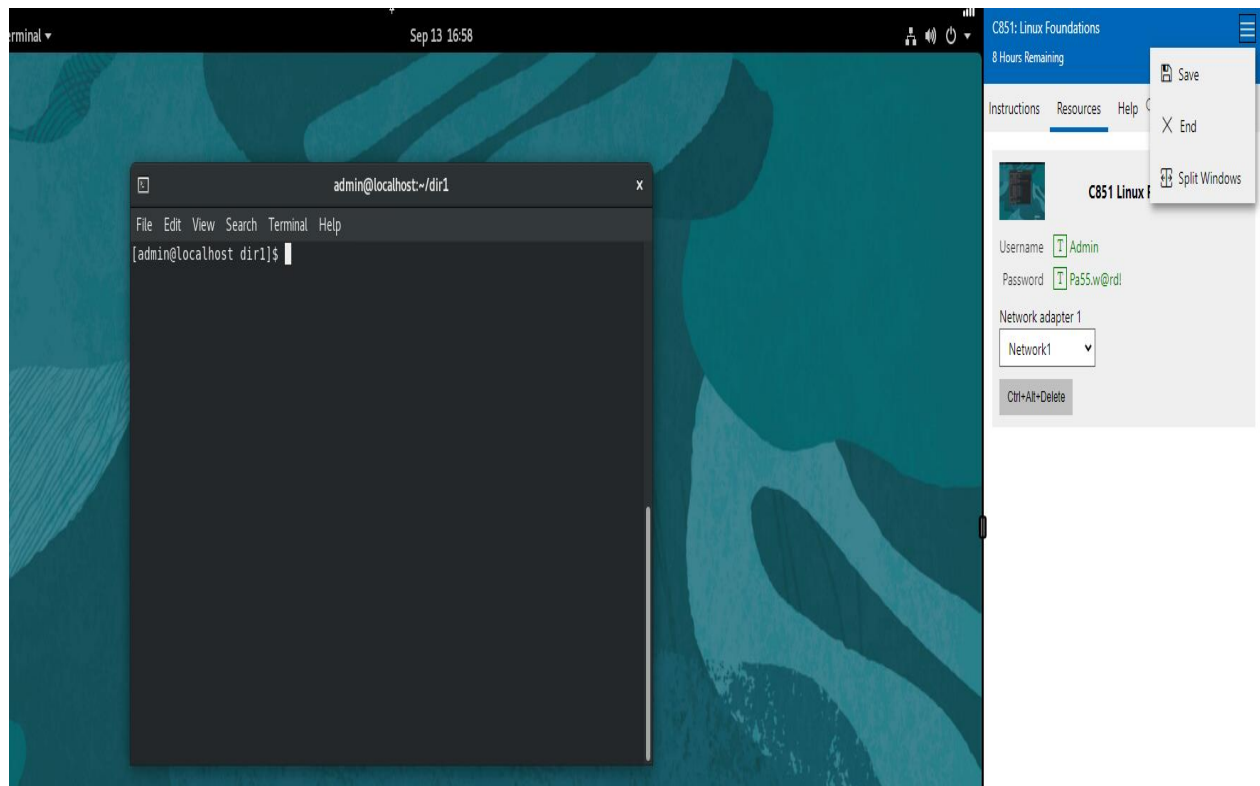 erminal
Sep 13 16:58
admin@localhost:~/dir1
x
File Edit View Search Terminal Help
[admin@localhost dir1]$
C851: Linux Foundations
8 Hours Remaining
Save
End
Split Windows
Instructions Resources Help
C851 Linux F
Username T Admin
Password T Pa55.w@rd!
Network adapter 1
Network1
Ctrl+Alt+Delete